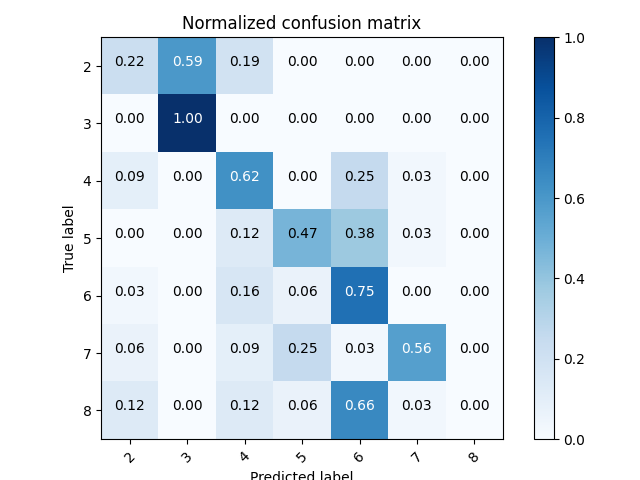 Normalized confusion matrix
True label
2 0.22 0.59 0.19 0.00 0.00 0.00 0.00
3 0.00 1.00 0.00 0.00 0.00 0.00 0.00
4 0.09 0.00 0.62 0.00 0.25 0.03 0.00
5 0.00 0.00 0.12 0.47 0.38 0.03 0.00
6 0.03 0.00 0.16 0.06 0.75 0.00 0.00
7 0.06 0.00 0.09 0.25 0.03 0.56 0.00
8 0.12 0.00 0.12 0.06 0.66 0.03 0.00
2 3 4 5 6 7 8
Predicted label
1.0
0.8
0.6
0.4
0.2
0.0